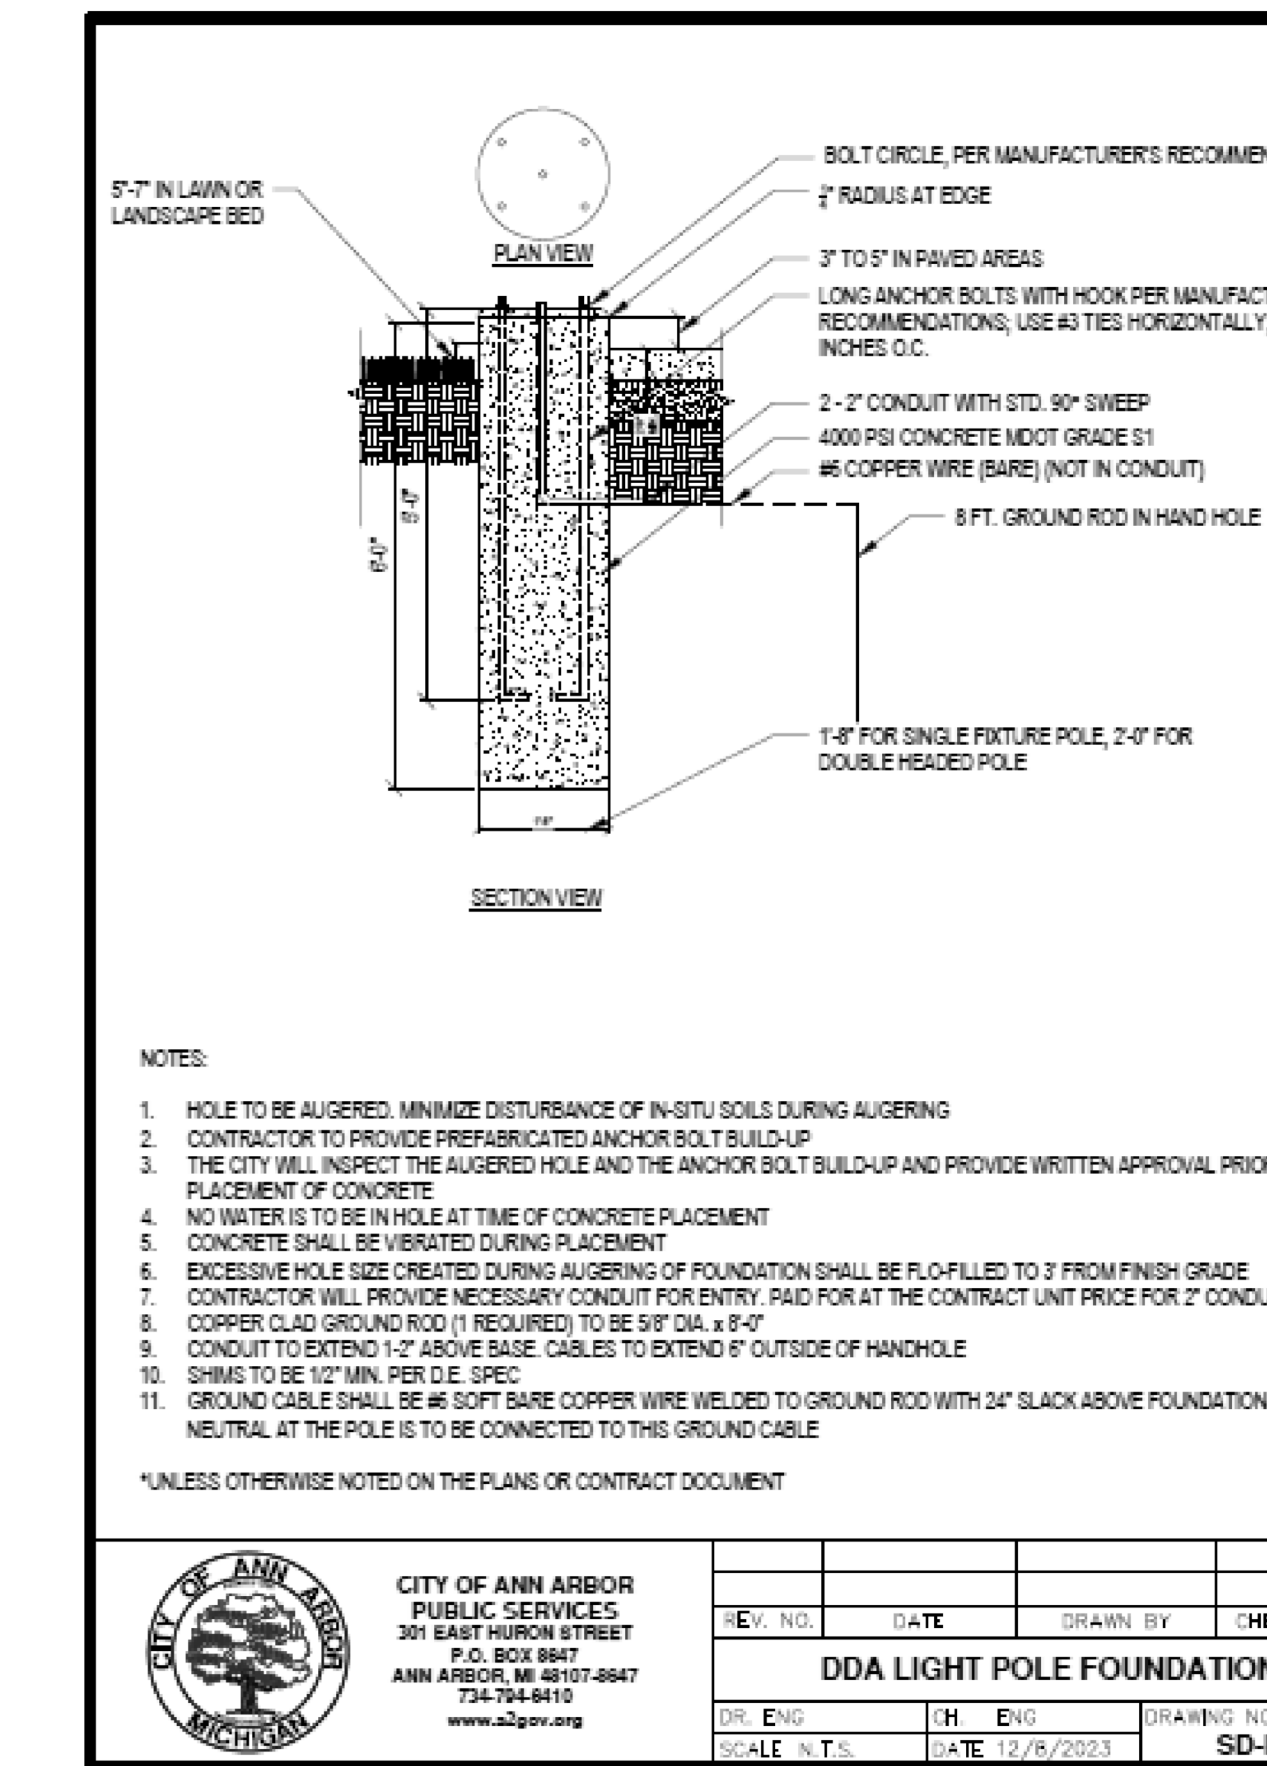 5"-7" IN LAWN OR
LANDSCAPE BED
PLAN VIEW
BOLT CIRCLE, PER MANUFACTURER'S
RADIUS AT EDGE
3" TO 5" IN PAVED AREAS
LONG ANCHOR BOLTS WITH HOOK PER
RECOMMENDATIONS; USE #3 TIES HORIZONTALLY,
INCHES O.C.
2 - 2" CONDUIT WITH STD. 90° SWEEP
4000 PSI CONCRETE MDOT GRADE S1
#6 COPPER WIRE (BARE) (NOT IN CONDUIT)
8 FT. GROUND ROD IN HAND HOLE
6'-0"
1'-8" FOR SINGLE FIXTURE POLE, 2'-0" FOR
DOUBLE HEADED POLE
SECTION VIEW
NOTES:
1. HOLE TO BE AUGERED. MINIMIZE DISTURBANCE OF IN-SITU SOILS DURING AUGERING
2. CONTRACTOR TO PROVIDE PREFABRICATED ANCHOR BOLT BUILD-UP
3. THE CITY WILL INSPECT THE AUGERED HOLE AND THE ANCHOR BOLT BUILD-UP AND PROVIDE WRITTEN APPROVAL
PLACEMENT OF CONCRETE
4. NO WATER IS TO BE IN HOLE AT TIME OF CONCRETE PLACEMENT
5. CONCRETE SHALL BE VIBRATED DURING PLACEMENT
6. EXCESSIVE HOLE SIZE CREATED DURING AUGERING OF FOUNDATION SHALL BE FLO-FILLED TO 3' FROM FINISH GRADE
7. CONTRACTOR WILL PROVIDE NECESSARY CONDUIT FOR ENTRY. PAID FOR AT THE CONTRACT UNIT PRICE FOR 2"
8. COPPER CLAD GROUND ROD (1 REQUIRED) TO BE 5/8" DIA. x 8'-0"
9. CONDUIT TO EXTEND 1-2" ABOVE BASE. CABLES TO EXTEND 6" OUTSIDE OF HANDHOLE
10. SHIMS TO BE 1/2" MIN. PER D.E. SPEC
11. GROUND CABLE SHALL BE #6 SOFT BARE COPPER WIRE WELDED TO GROUND ROD WITH 24" SLACK ABOVE FOUNDATION
NEUTRAL AT THE POLE IS TO BE CONNECTED TO THIS GROUND CABLE
*UNLESS OTHERWISE NOTED ON THE PLANS OR CONTRACT DOCUMENT
CITY OF ANN ARBOR
MICHIGAN
CITY OF ANN ARBOR
PUBLIC SERVICES
301 EAST HURON STREET
P.O. BOX 8647
ANN ARBOR, MI 48107-8647
734-794-6410
www.a2gov.org
REV. NO. DATE DRAWN BY
DDA LIGHT POLE FOUNDATION
DR. ENG CH. ENG DRAWING
SCALE N.T.S. DATE 12/8/2023